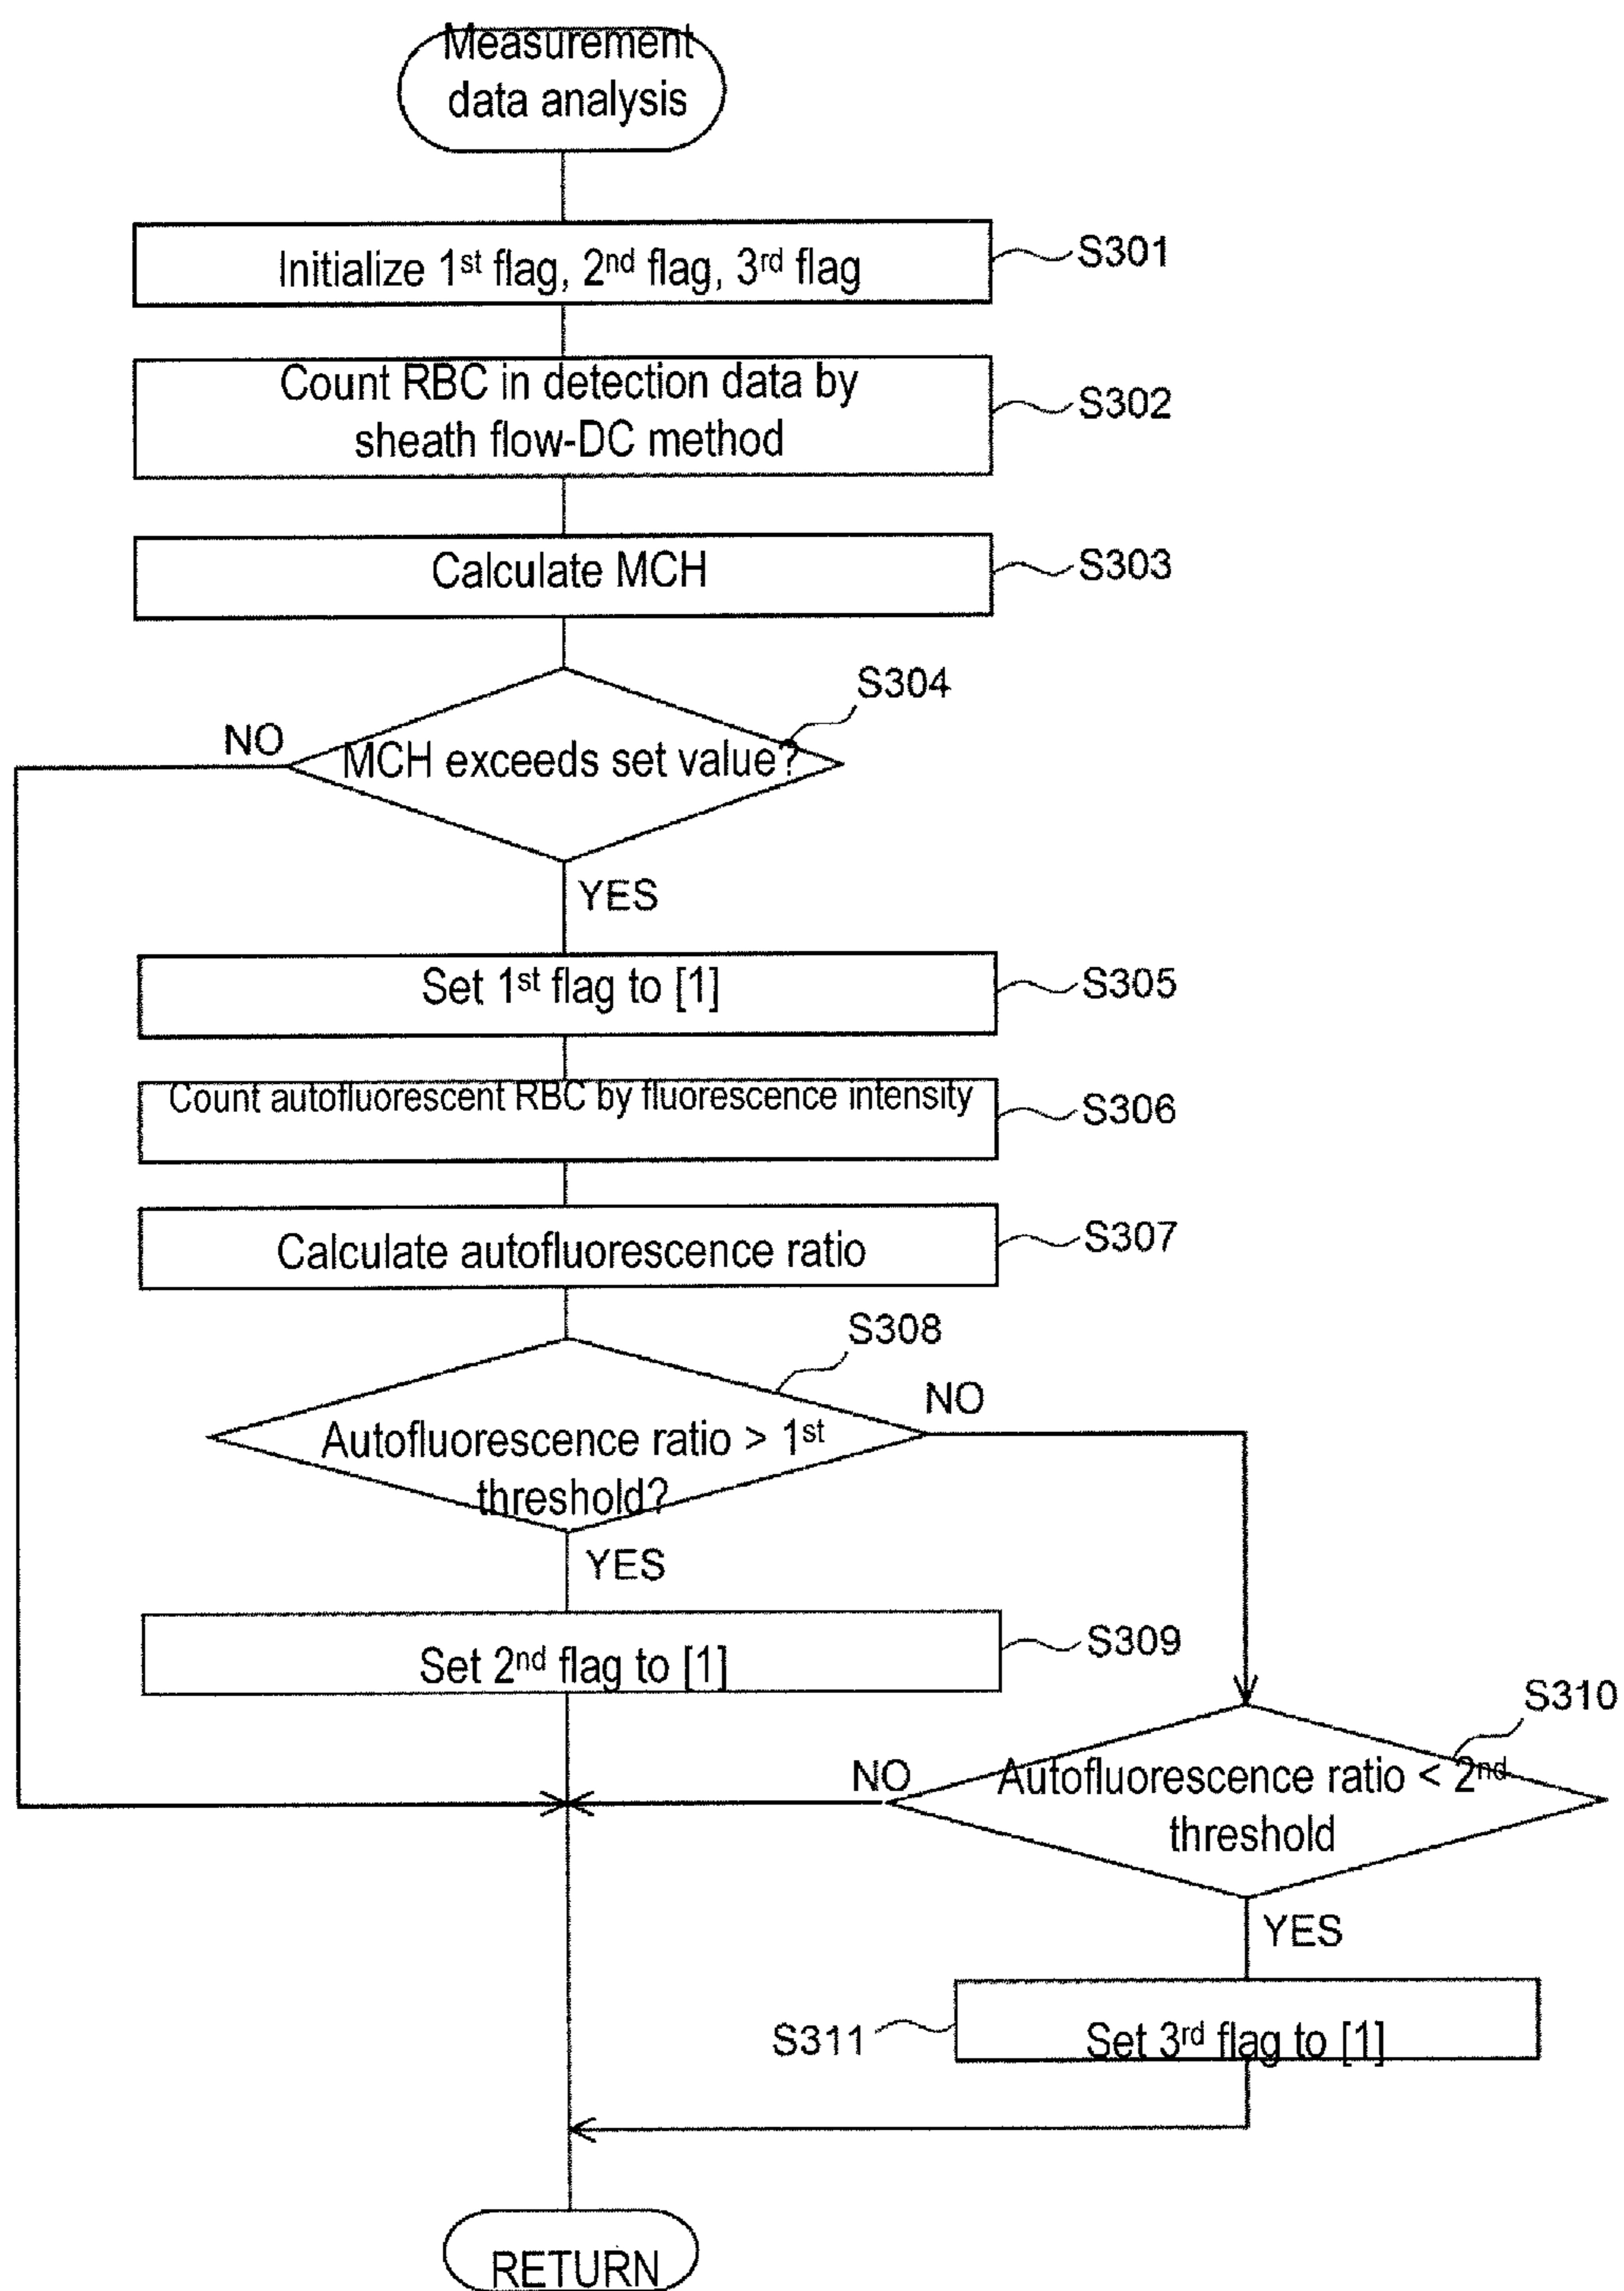 Measurement
data analysis
Initialize 1st flag, 2nd flag, 3rd flag
S301
Count RBC in detection data by
sheath flow-DC method
S302
Calculate MCH
S303
S304
NO
MCH exceeds set value?
YES
Set 1st flag to [1]
S305
Count autofluorescent RBC by fluorescence intensity
S306
Calculate autofluorescence ratio
S307
S308
NO
Autofluorescence ratio > 1st
threshold?
YES
Set 2nd flag to [1]
S309
S310
NO
Autofluorescence ratio < 2nd
threshold
YES
S311
Set 3rd flag to [1]
RETURN